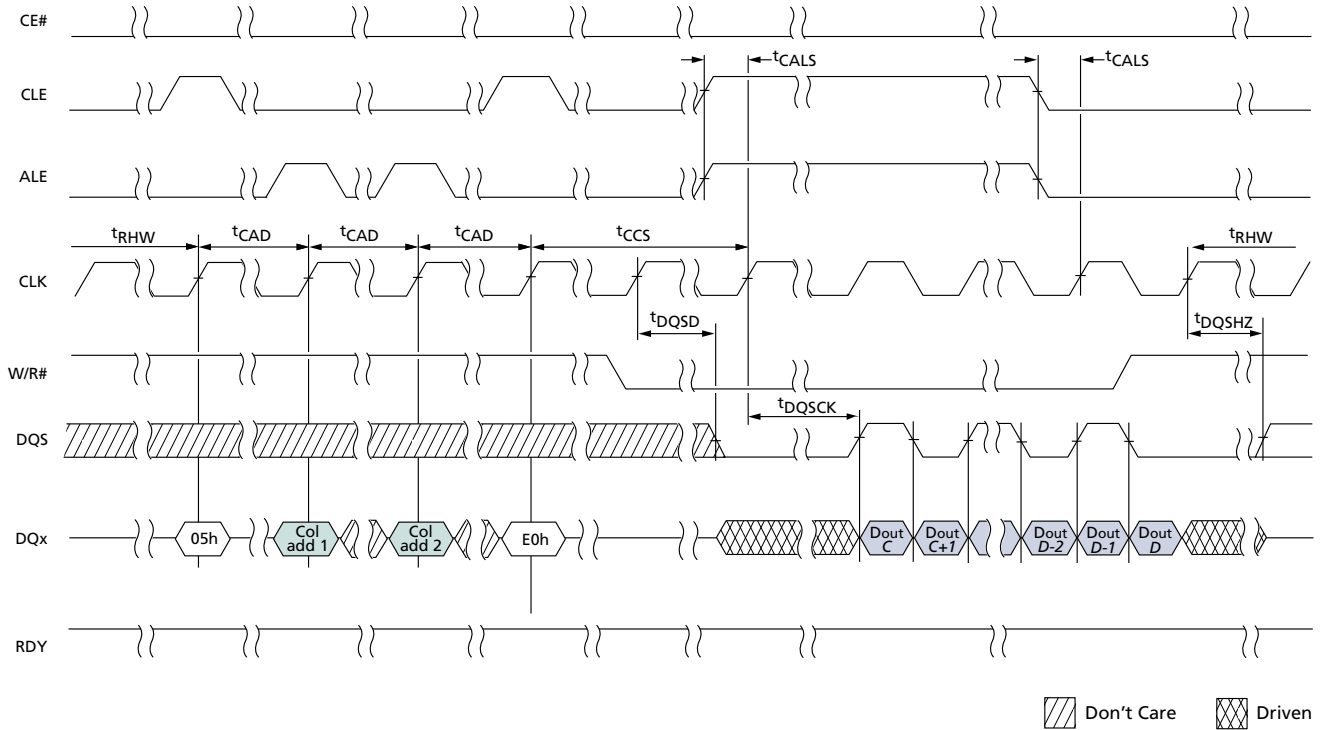 CE#
tCALS
tCALS
CLE
ALE
tRHW
tCAD
tCAD
tCAD
tCCS
tRHW
CLK
tDQSD
tDQSHZ
W/R#
tDQSCK
DQS
DQx
05h
Col
add 1
Col
add 2
E0h
Dout
C
Dout
C+1
Dout
D-2
Dout
D-1
Dout
D
RDY
Don't Care
Driven